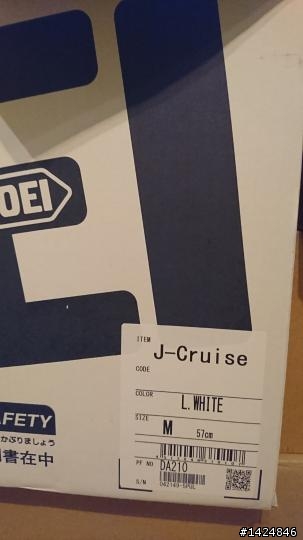 OEI
ITEM
J-Cruise
CODE
COLOR
L.WHITE
SIZE
M 57cm
AFETY
かぶりましょう
書在中
PF NO DA210
S/N
#1424846